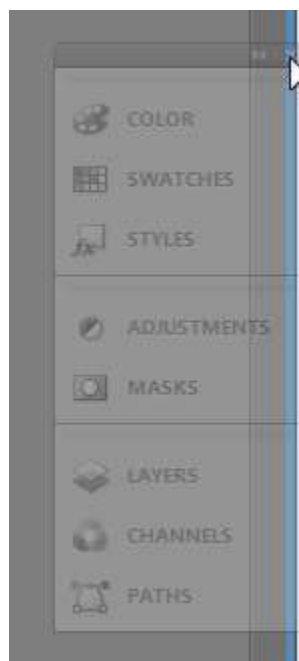 COLOR
SWATCHES
STYLES
ADJUSTMENTS
MASKS
LAYERS
CHANNELS
PATHS